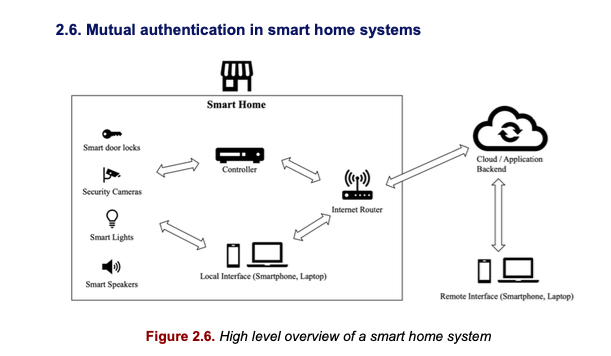 2.6. Mutual authentication in smart home systems
Smart Home
Smart door locks
Controller
Security Cameras
Internet Router
Smart Lights
Local Interface (Smartphone, Laptop)
Smart Speakers
Cloud / Application
Backend
Remote Interface (Smartphone, Laptop)
Figure 2.6. High level overview of a smart home system